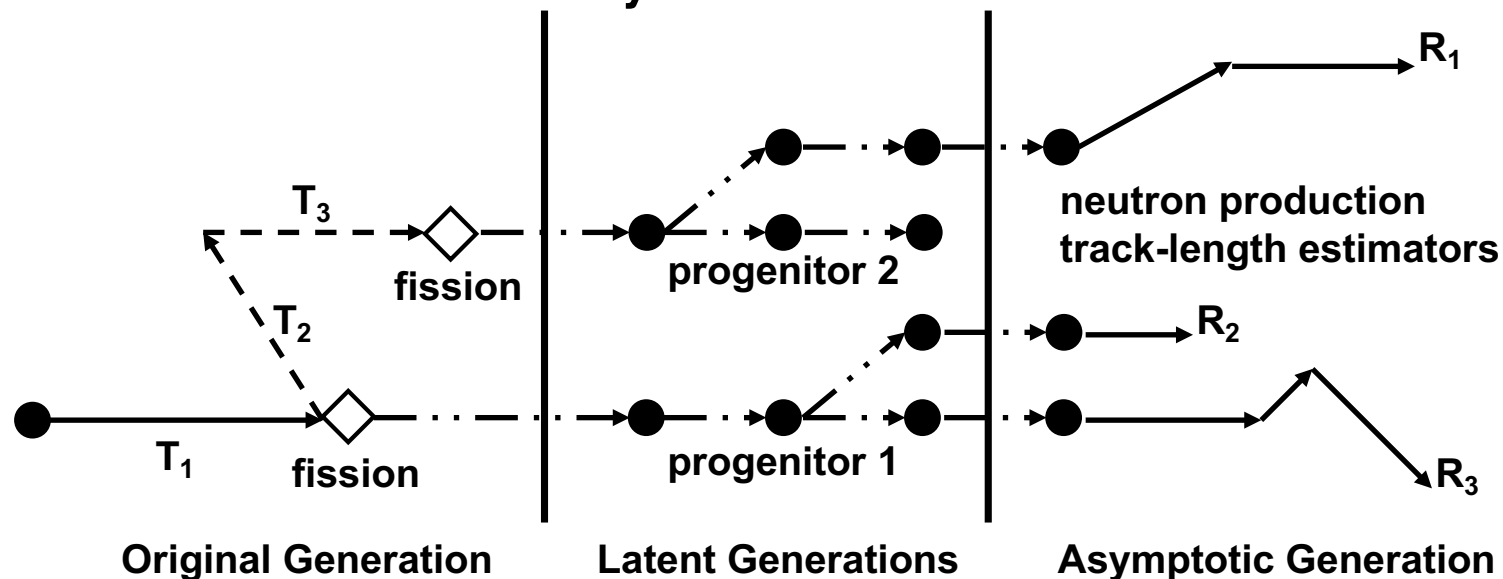 y
R₁
T₃
neutron production
track-length estimators
fission
progenitor 2
T₂
R₂
T₁
fission
progenitor 1
R₃
Original Generation
Latent Generations
Asymptotic Generation